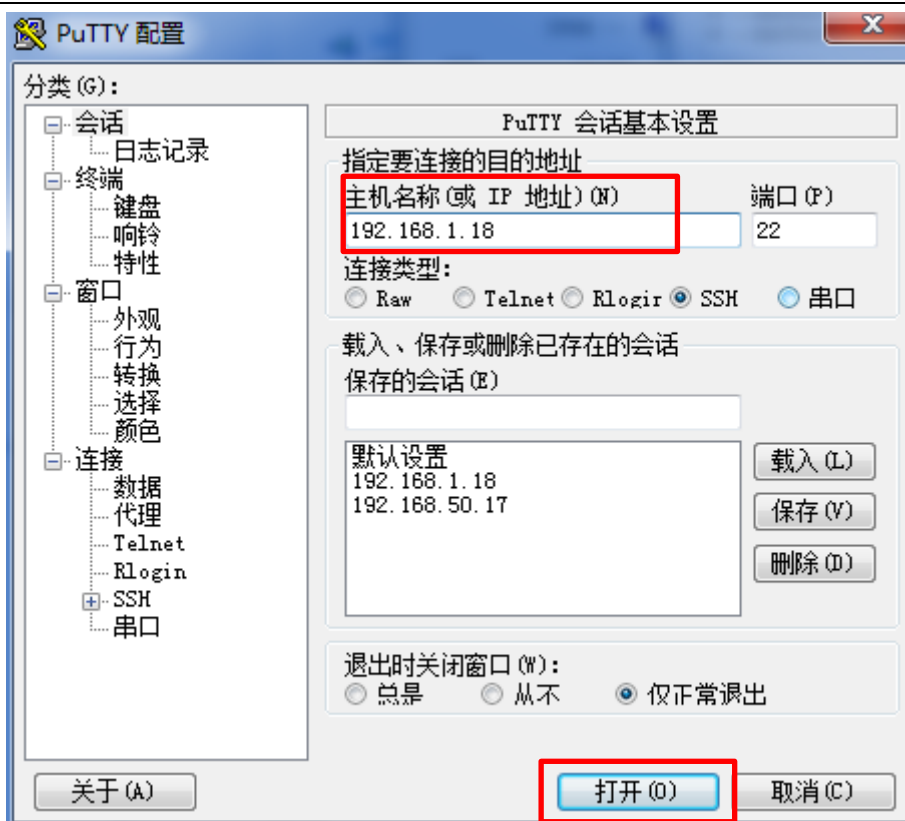 PuTTY 配置
分类(G):
会话
日志记录
终端
键盘
响铃
特性
窗口
外观
行为
转换
选择
颜色
连接
数据
代理
Telnet
Rlogin
SSH
串口
PuTTY 会话基本设置
指定要连接的目的地址
主机名称(或 IP 地址)(N) 端口(P)
192.168.1.18 22
连接类型:
Raw Telnet Rlogir SSH 串口
载入、保存或删除已存在的会话
保存的会话(E)
默认设置
192.168.1.18
192.168.50.17
载入(L)
保存(V)
删除(D)
退出时关闭窗口(W):
总是 从不 仅正常退出
关于(A) 打开(O) 取消(C)